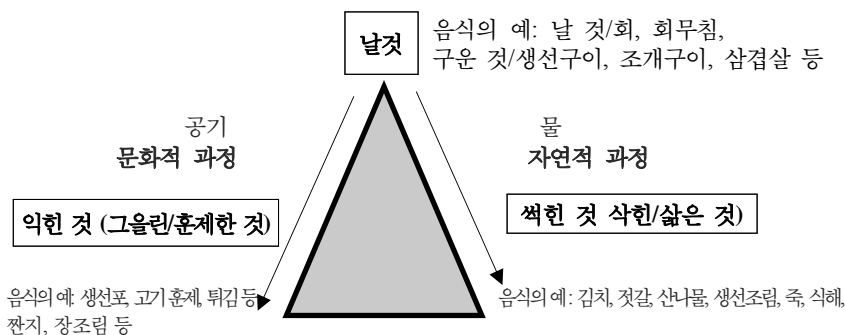 날것
음식의 예: 날 것/회, 회무침,
구운 것/생선구이, 조개구이, 삼겹살 등
공기
문화적 과정
물
자연적 과정
익힌 것 (그을린/훈제한 것)
썩힌 것 삭힌/삶은 것)
음식의 예: 생선포, 고기 훈제, 튀김 등
짠지, 장조림 등
음식의 예: 김치, 젓갈, 산나물, 생선조림, 죽, 식해,